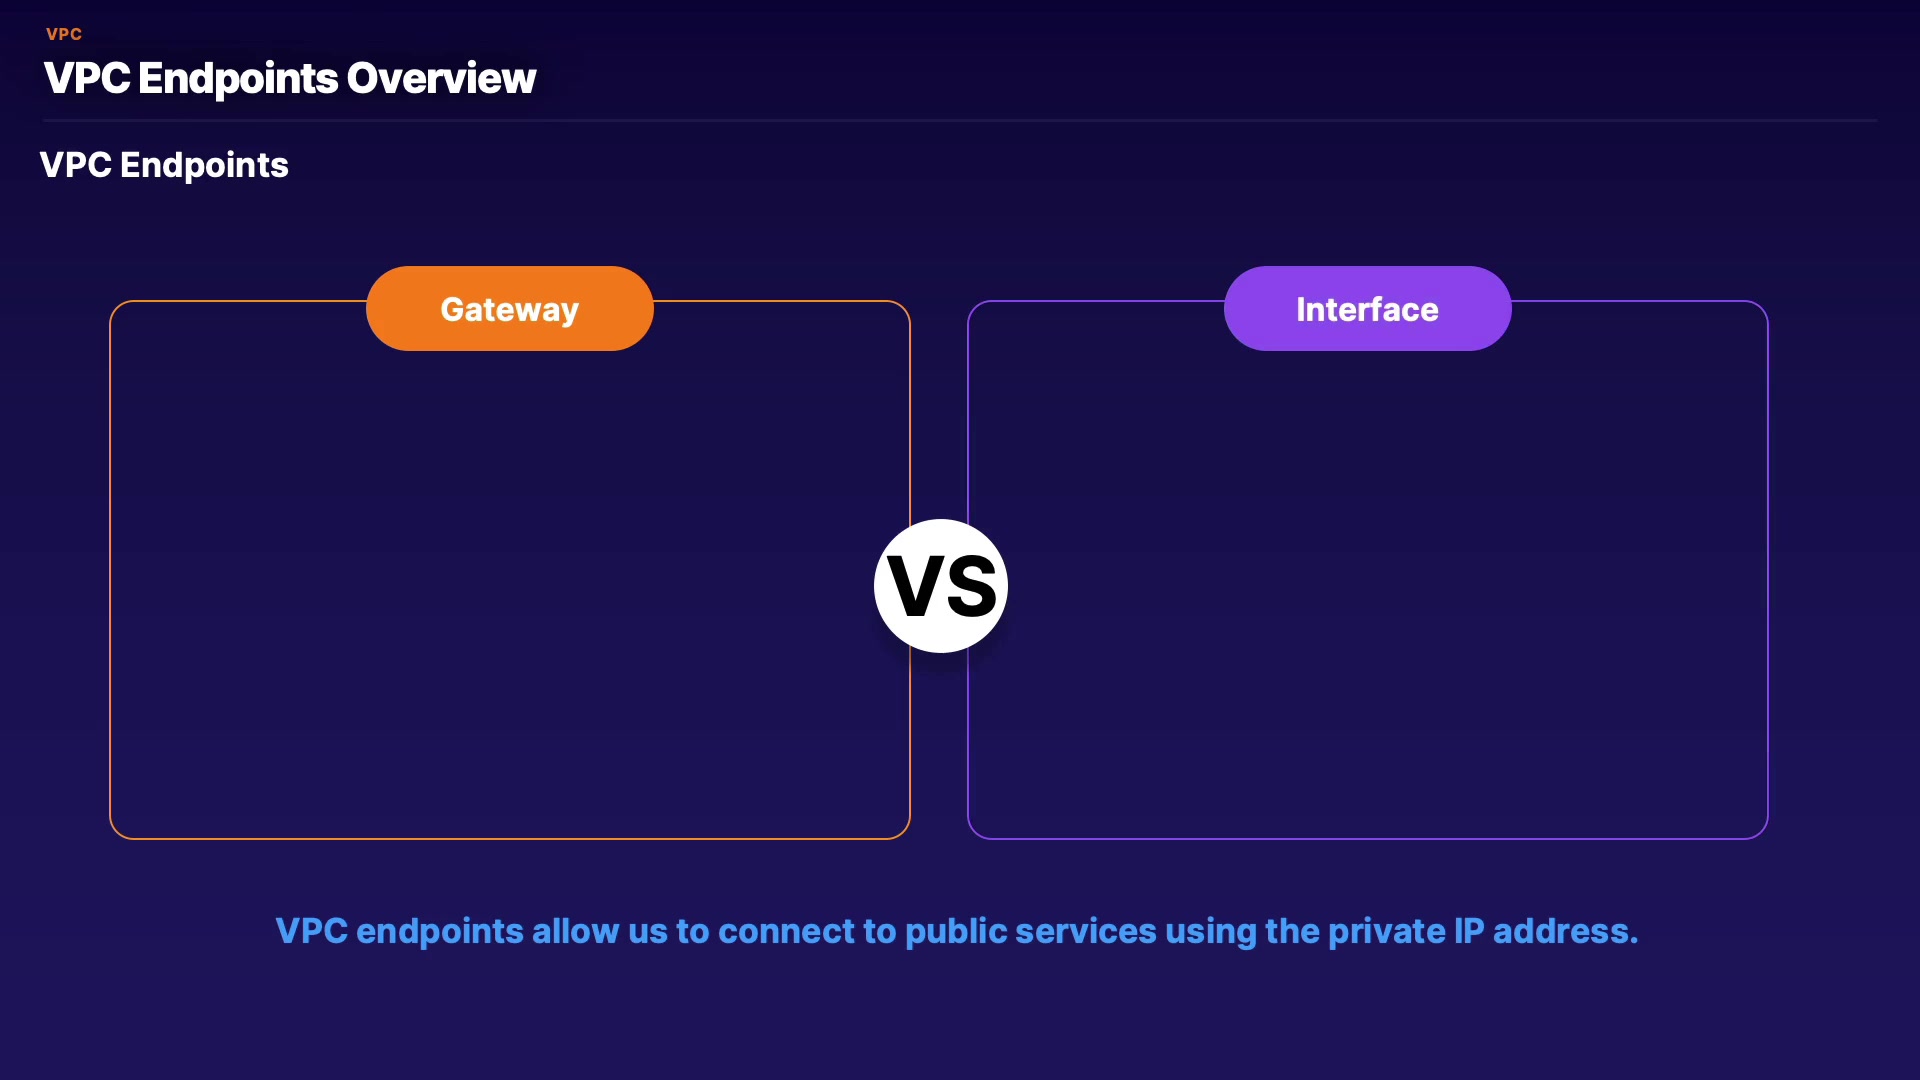 VPC
VPC Endpoints Overview
VPC Endpoints
Gateway
Interface
VS
VPC endpoints allow us to connect to public services using the private IP address.